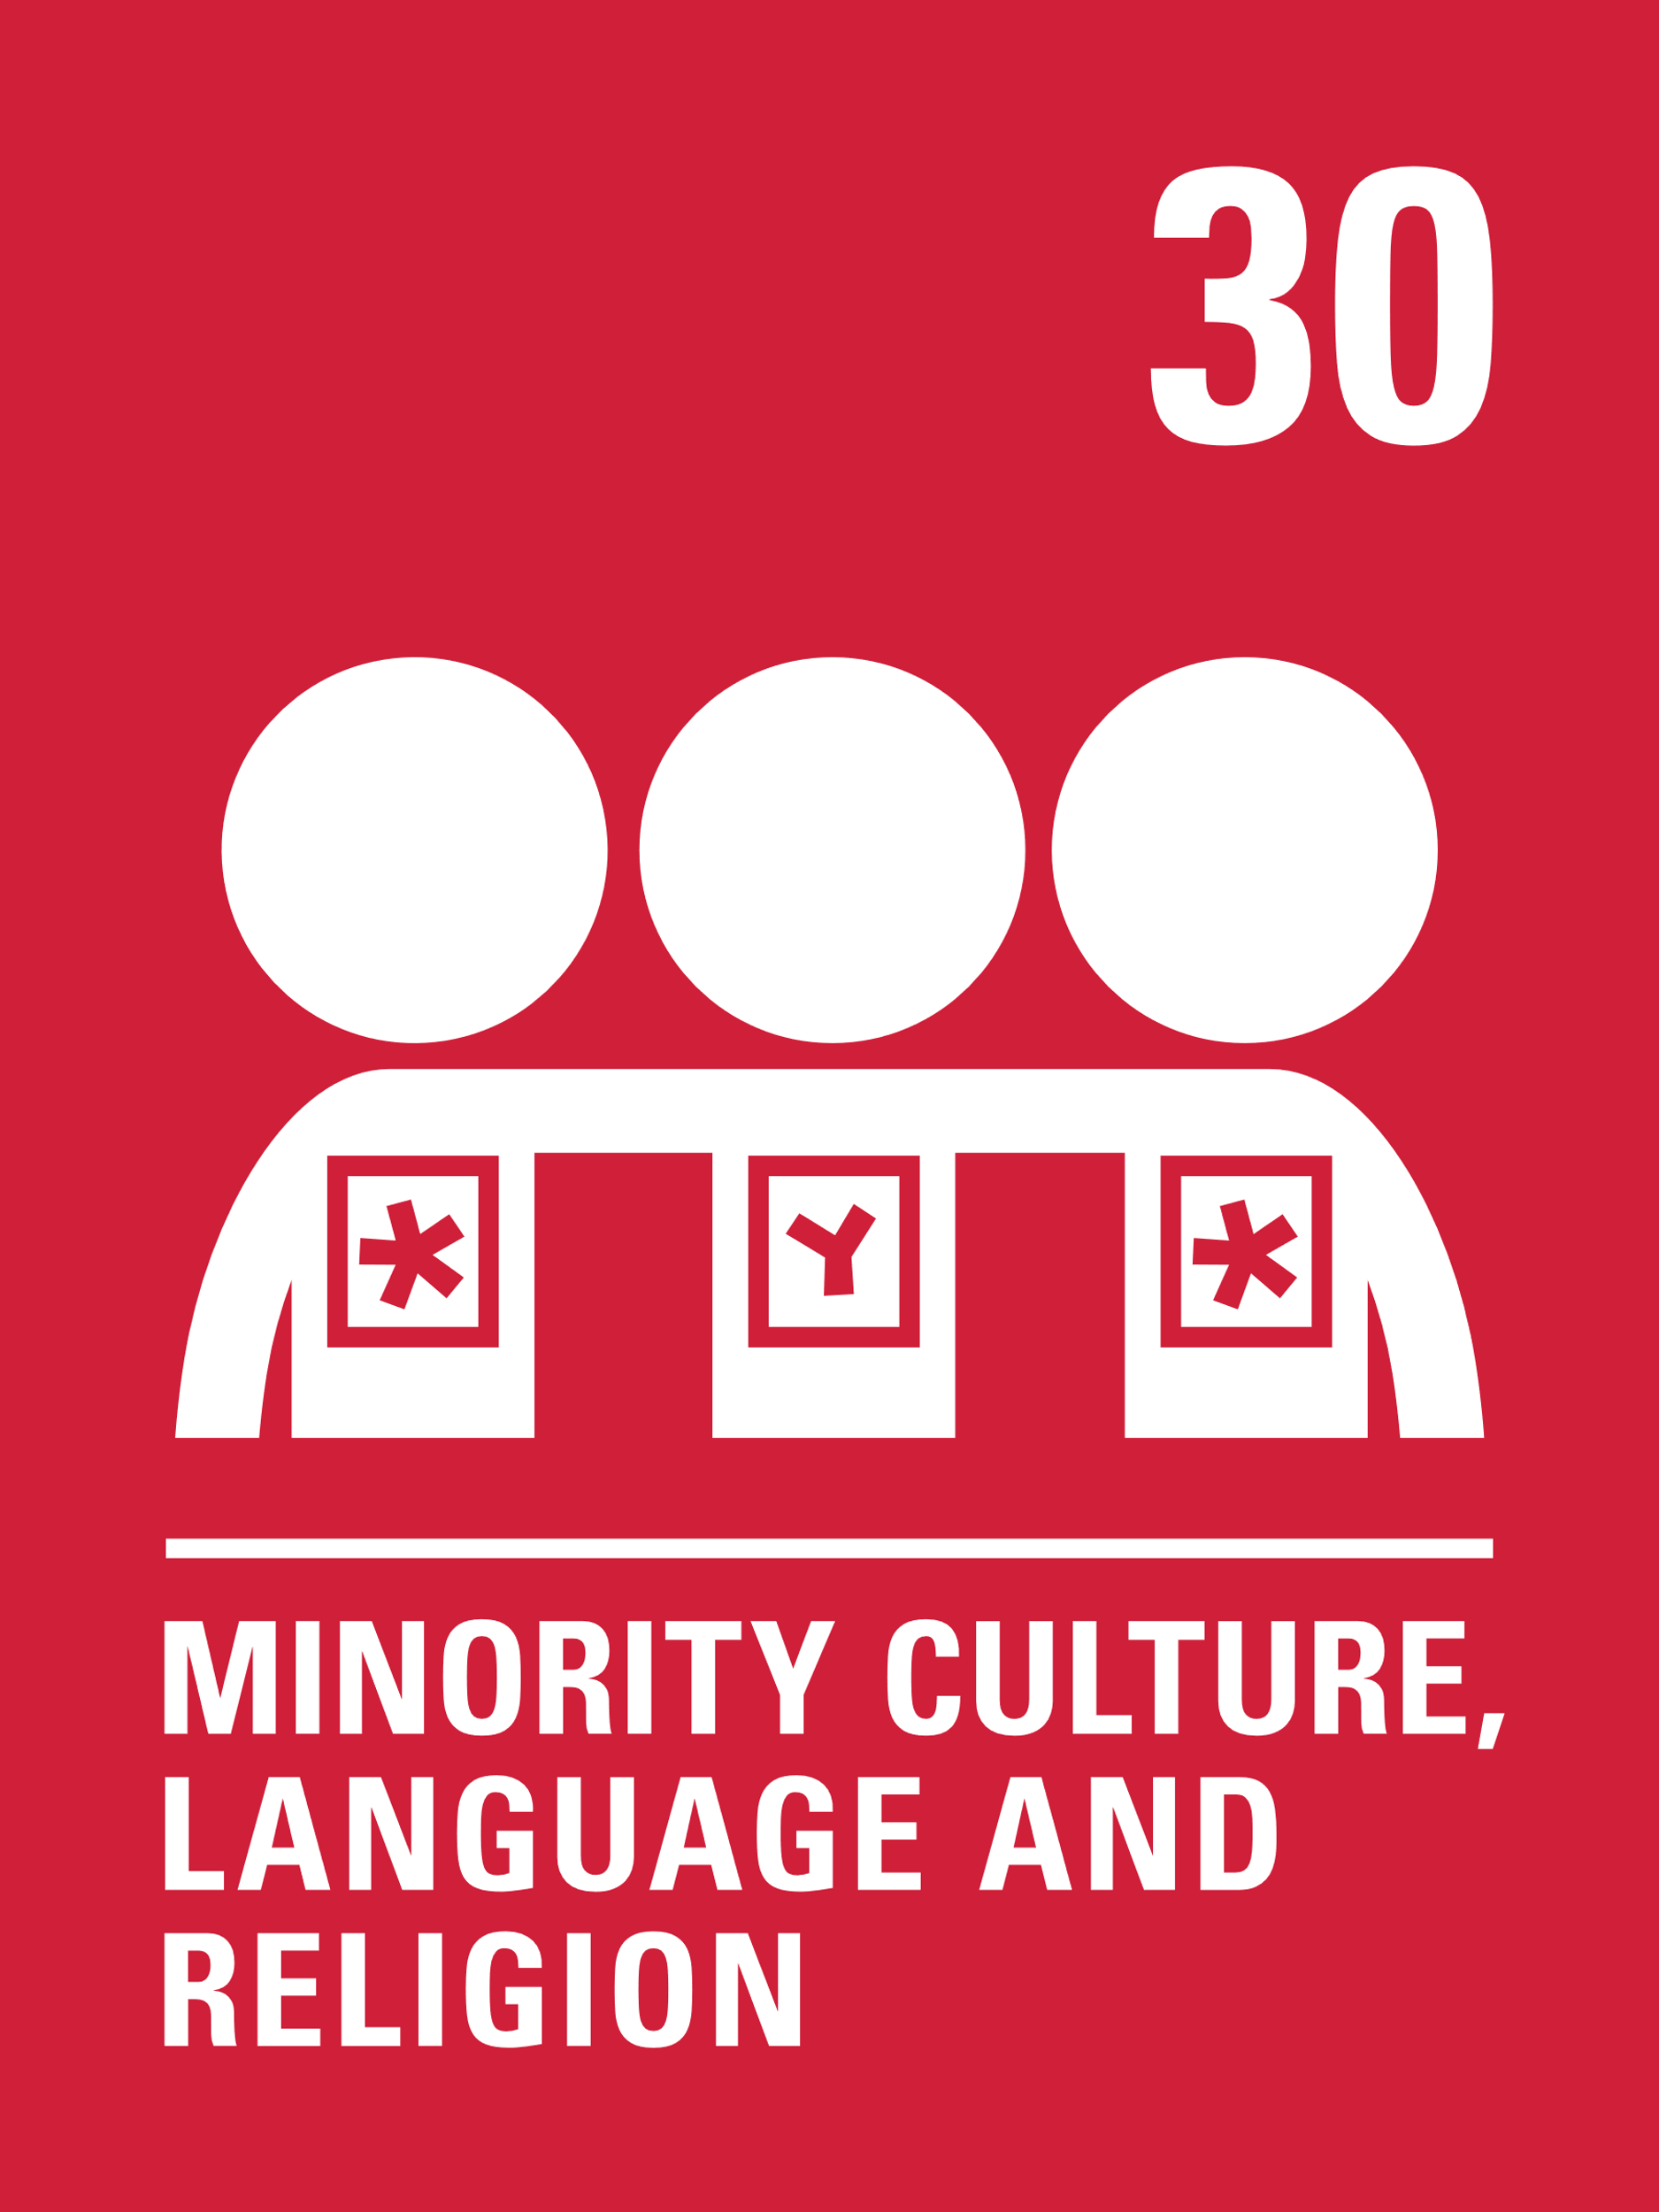 30
MINORITY CULTURE,
LANGUAGE AND
RELIGION